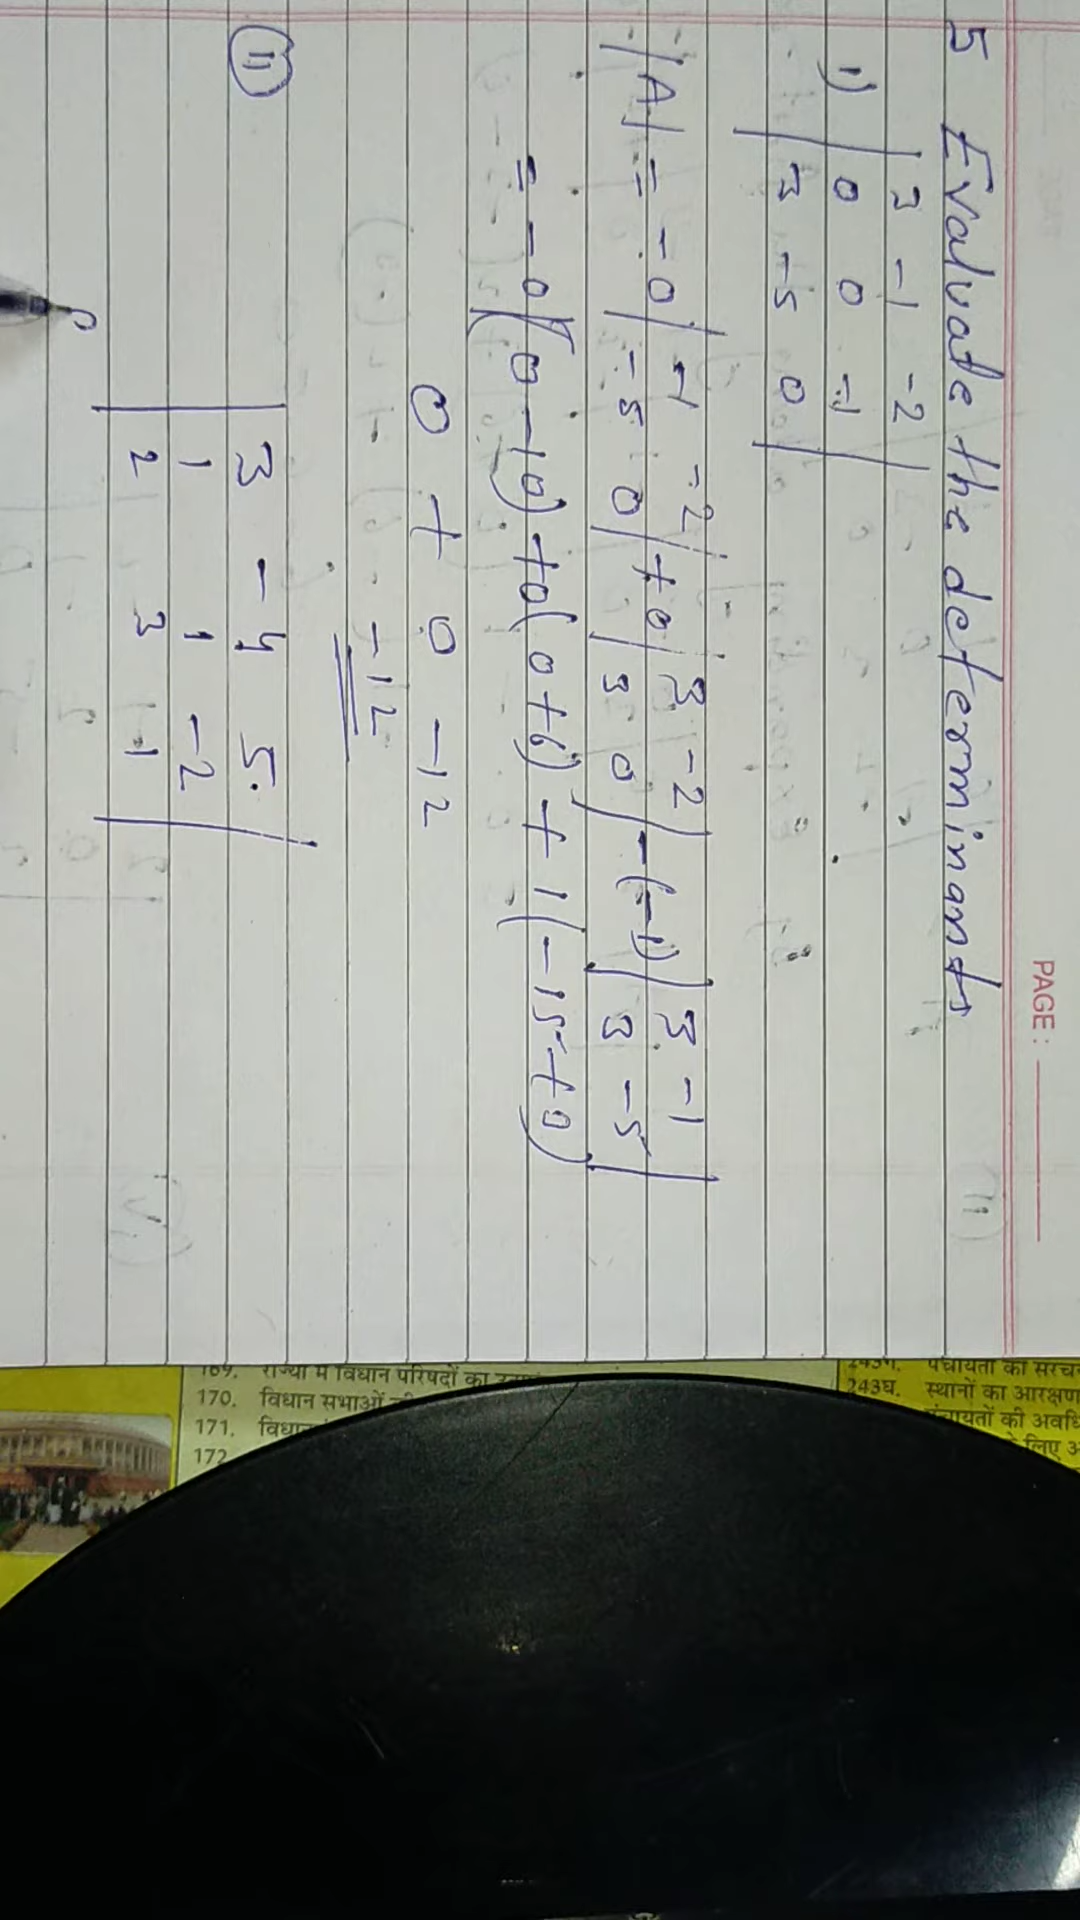 PAGE:
5 Evaluate the determinants
1) | 3 -1 -2 |
| 0 0 -1 |
| 3 -5 0 |
|A| = -0 | -1 -2 | +0 | 3 -2 | -(-1) | 3 -1 |
| -5 0 | | 3 0 | | 3 -5 |
= -0 (0-10) +0(0+6) + 1(-15+0)
0 + 0 -12
-12
(11) | 3 -4 5 |
| 1 1 -2 |
| 2 3 1 |
170. विधान सभाओं
171.
172
243घ. स्थानों का आरक्षण